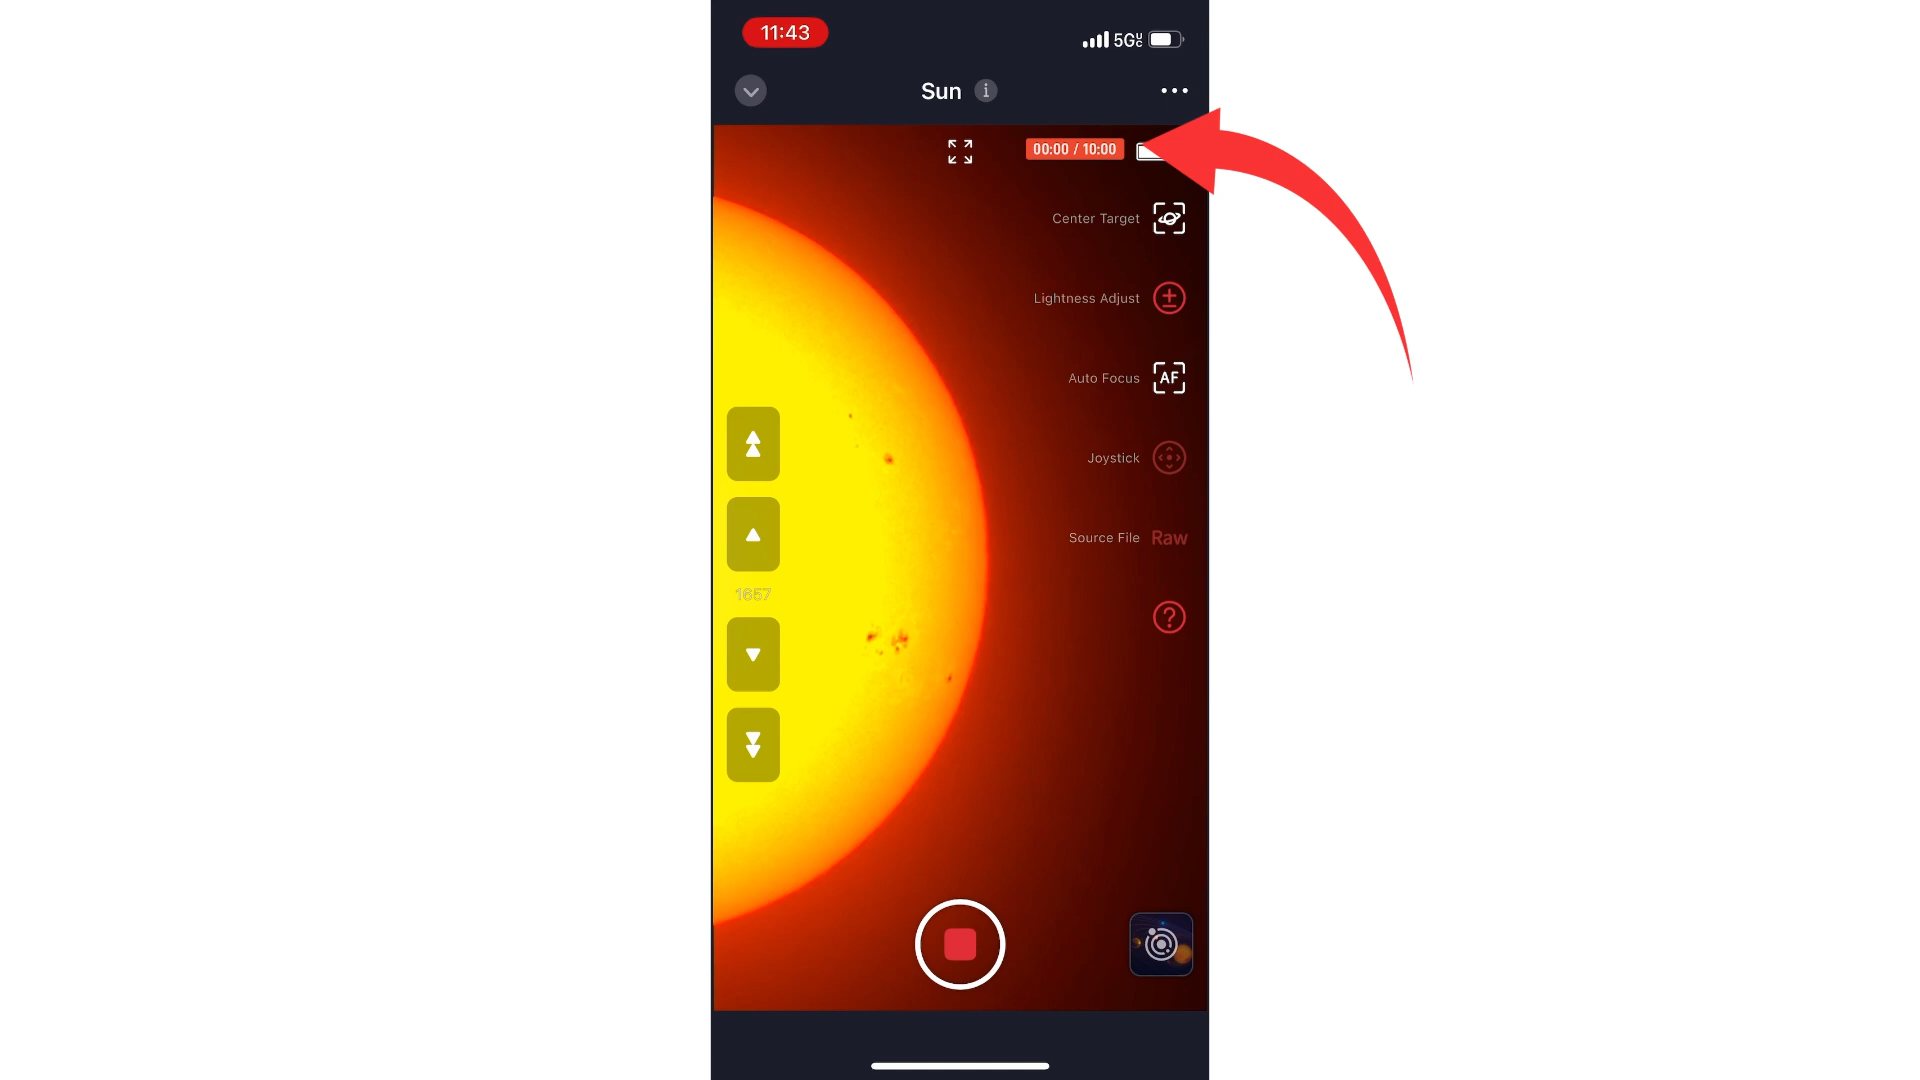 11:43
5GUC
Sun
00:00 / 10:00
Center Target
Lightness Adjust
Auto Focus
AF
Joystick
Source File
Raw
1657
?